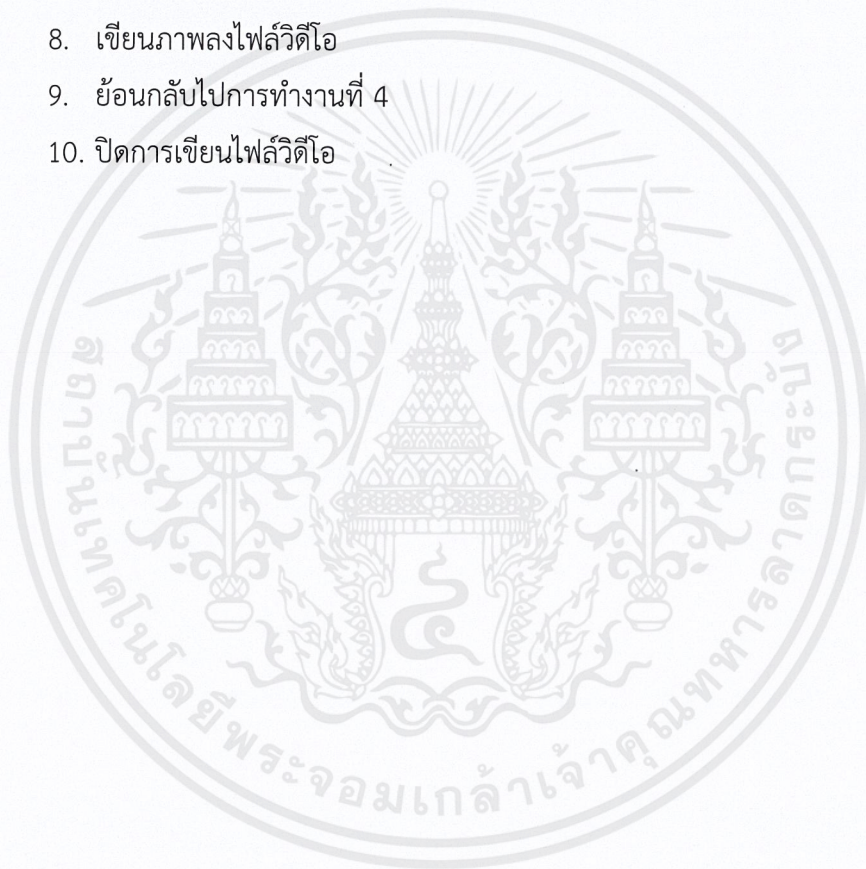 8. เขียนภาพลงไฟล์วิดีโอ
9. ย้อนกลับไปการทำงานที่ 4
10. ปิดการเขียนไฟล์วิดีโอ
๔
สถาบันเทคโนโลยีพระจอมเกล้าเจ้าคุณทหารลาดกระบัง